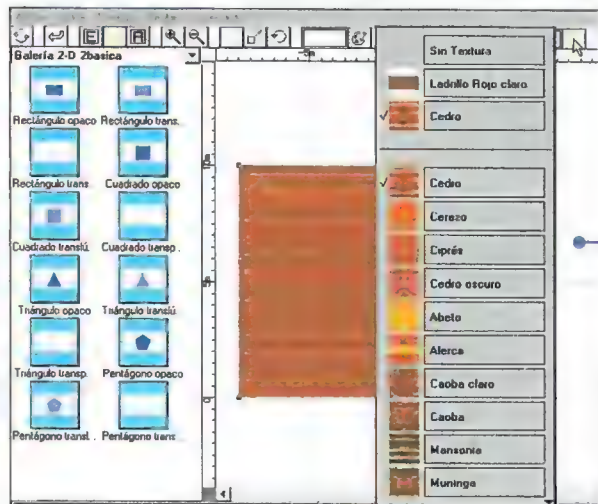 E
A
Galería 2-D 2basica
Rectángulo opaco
Rectángulo trans.
Rectángulo trans
Cuadrado opaco
Cuadrado translú.
Cuadrado transp.
Triángulo opaco
Triángulo translú.
Triángulo transp.
Pentágono opaco
Pentágono transl..
Pentágono trans
Sin Textura
Ladrillo Rojo claro
Cedro
Cedro
Cerezo
Ciprés
Cedro oscuro
Abeto
Alerce
Caoba claro
Caoba
Mansonia
Muninga